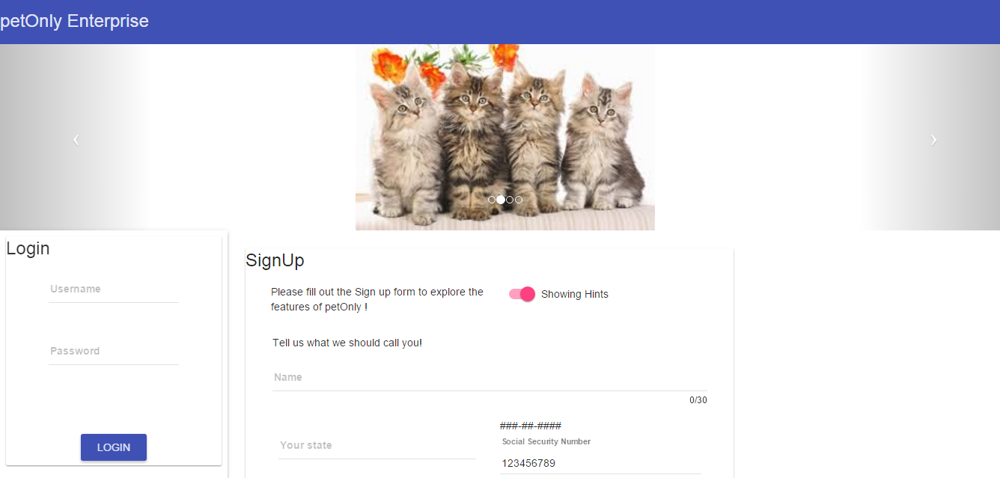 petOnly Enterprise
Login
Username
Password
LOGIN
SignUp
Please fill out the Sign up form to explore the
features of petOnly !
Showing Hints
Tell us what we should call you!
Name
0/30
Your state
###-##-####
Social Security Number
123456789